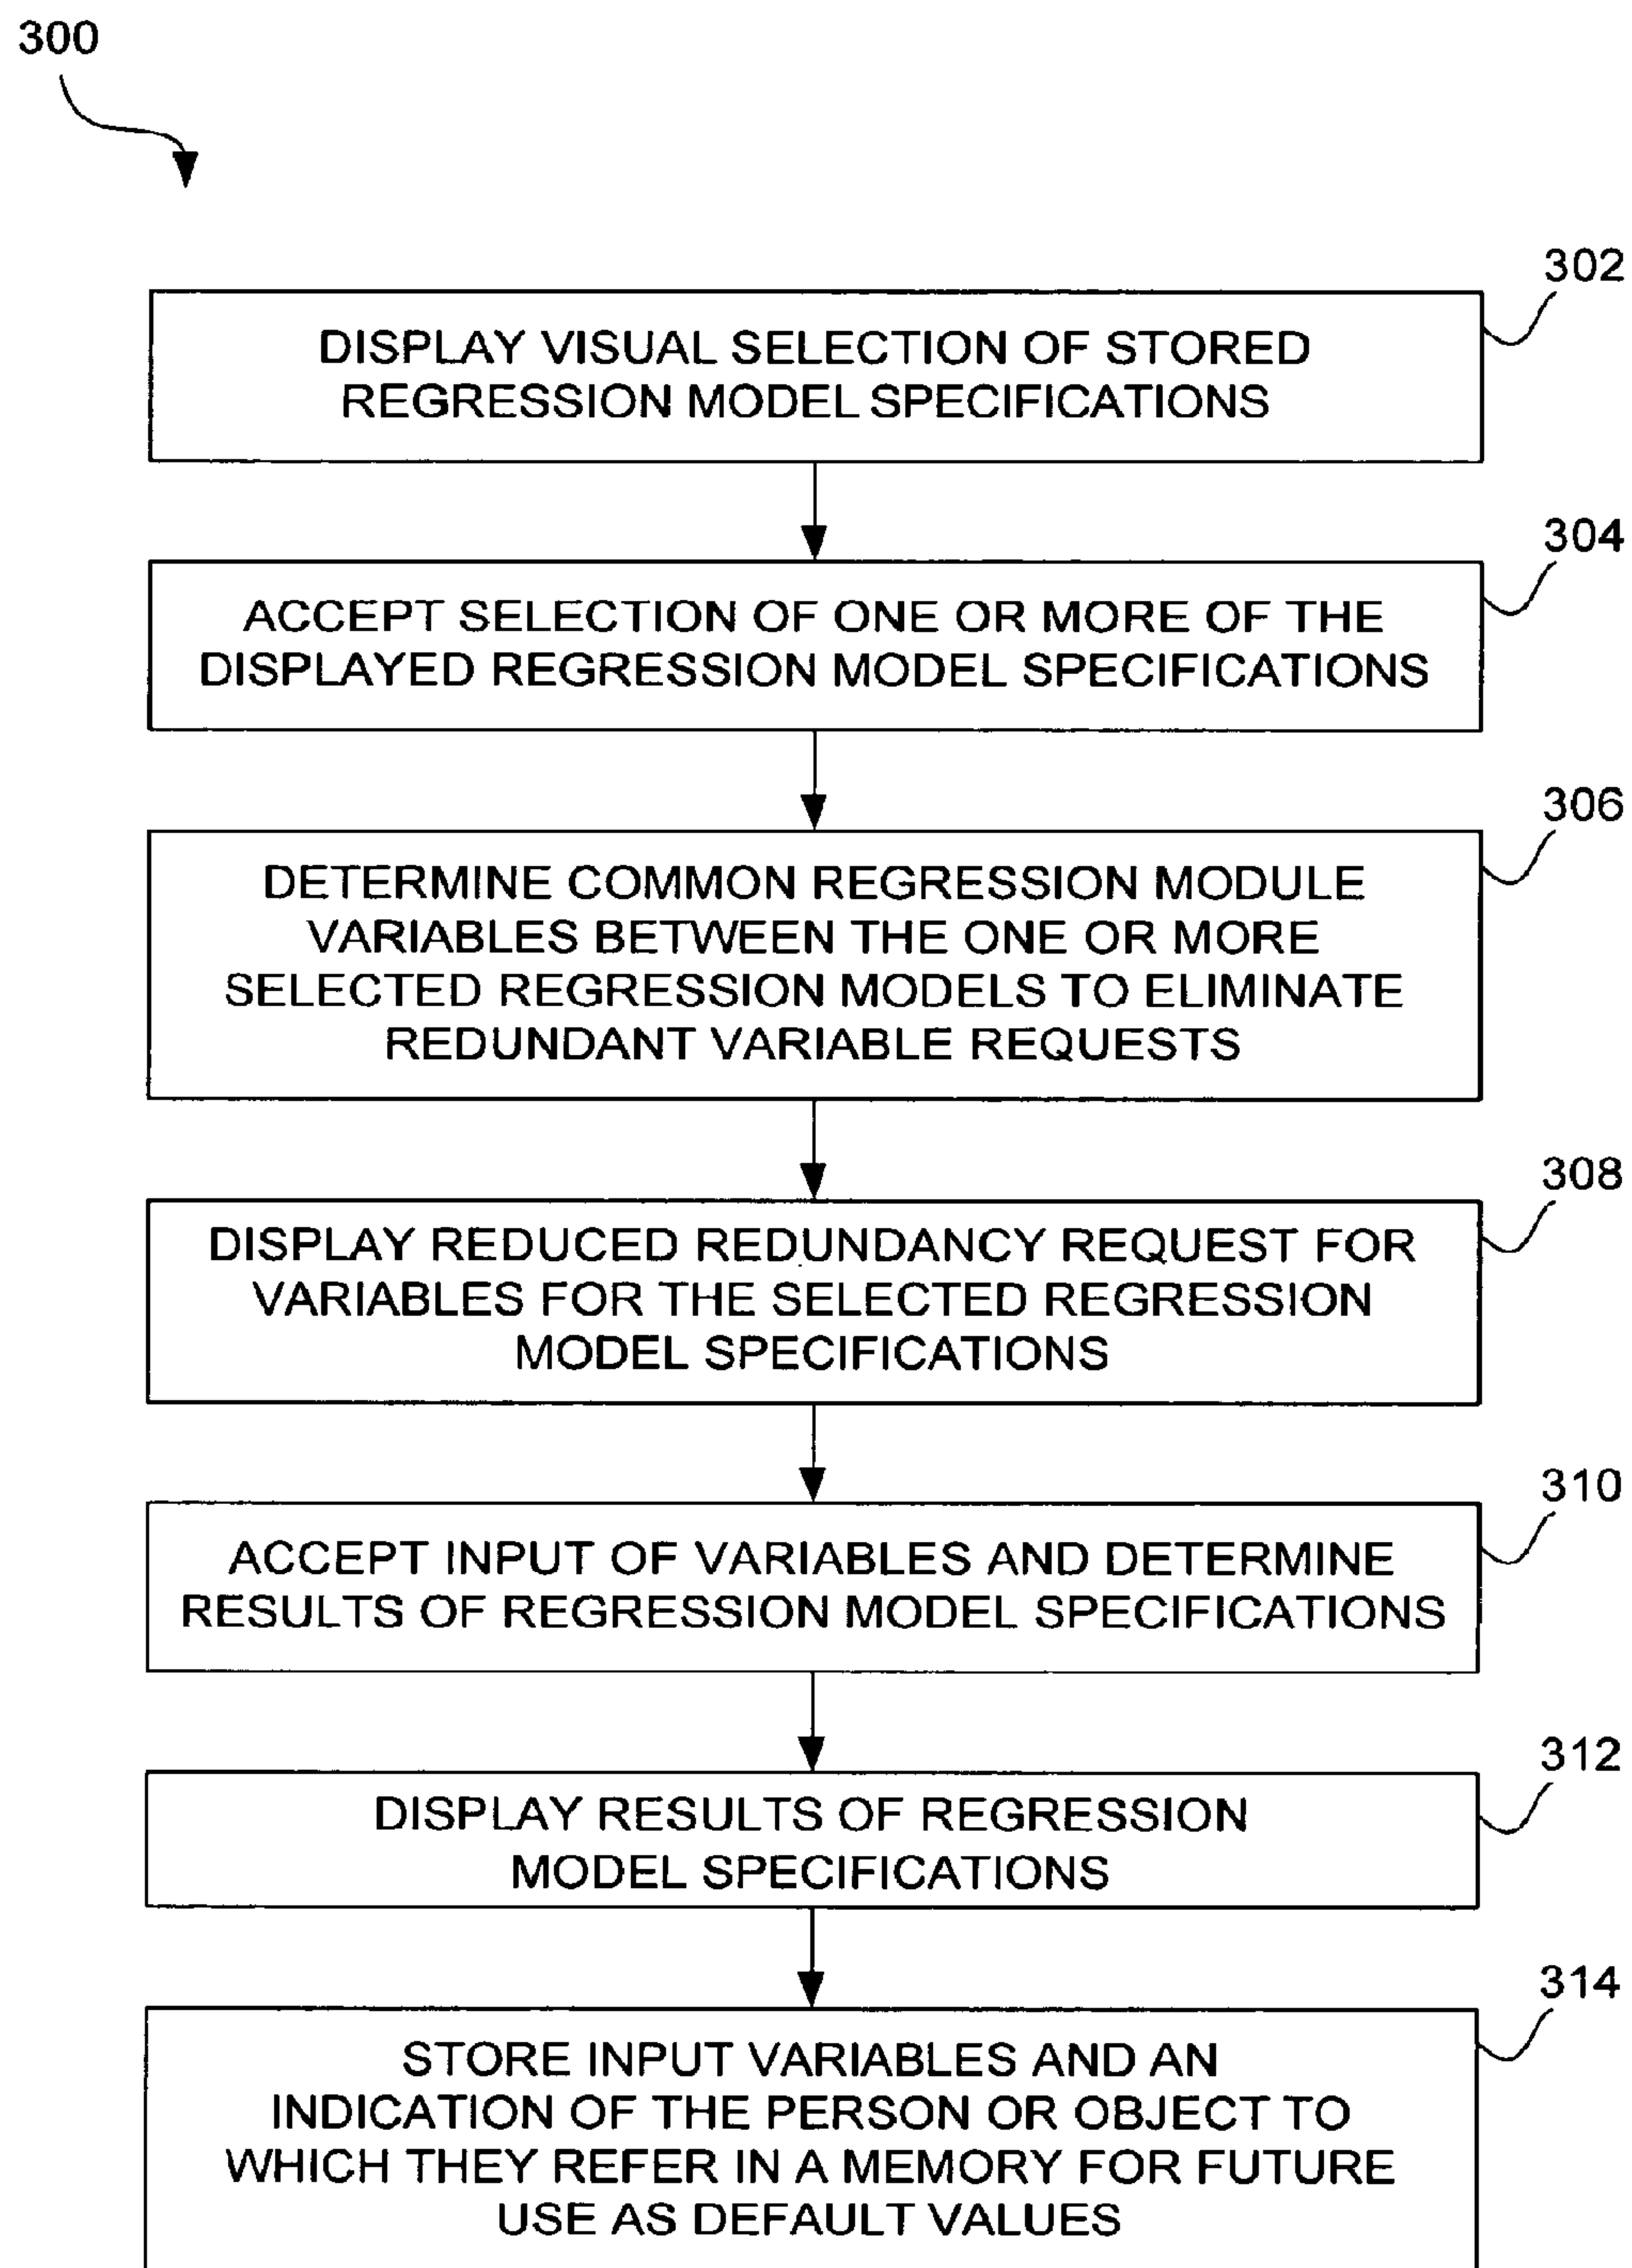 300
302
DISPLAY VISUAL SELECTION OF STORED
REGRESSION MODEL SPECIFICATIONS
304
ACCEPT SELECTION OF ONE OR MORE OF THE
DISPLAYED REGRESSION MODEL SPECIFICATIONS
306
DETERMINE COMMON REGRESSION MODULE
VARIABLES BETWEEN THE ONE OR MORE
SELECTED REGRESSION MODELS TO ELIMINATE
REDUNDANT VARIABLE REQUESTS
308
DISPLAY REDUCED REDUNDANCY REQUEST FOR
VARIABLES FOR THE SELECTED REGRESSION
MODEL SPECIFICATIONS
310
ACCEPT INPUT OF VARIABLES AND DETERMINE
RESULTS OF REGRESSION MODEL SPECIFICATIONS
312
DISPLAY RESULTS OF REGRESSION
MODEL SPECIFICATIONS
314
STORE INPUT VARIABLES AND AN
INDICATION OF THE PERSON OR OBJECT TO
WHICH THEY REFER IN A MEMORY FOR FUTURE
USE AS DEFAULT VALUES